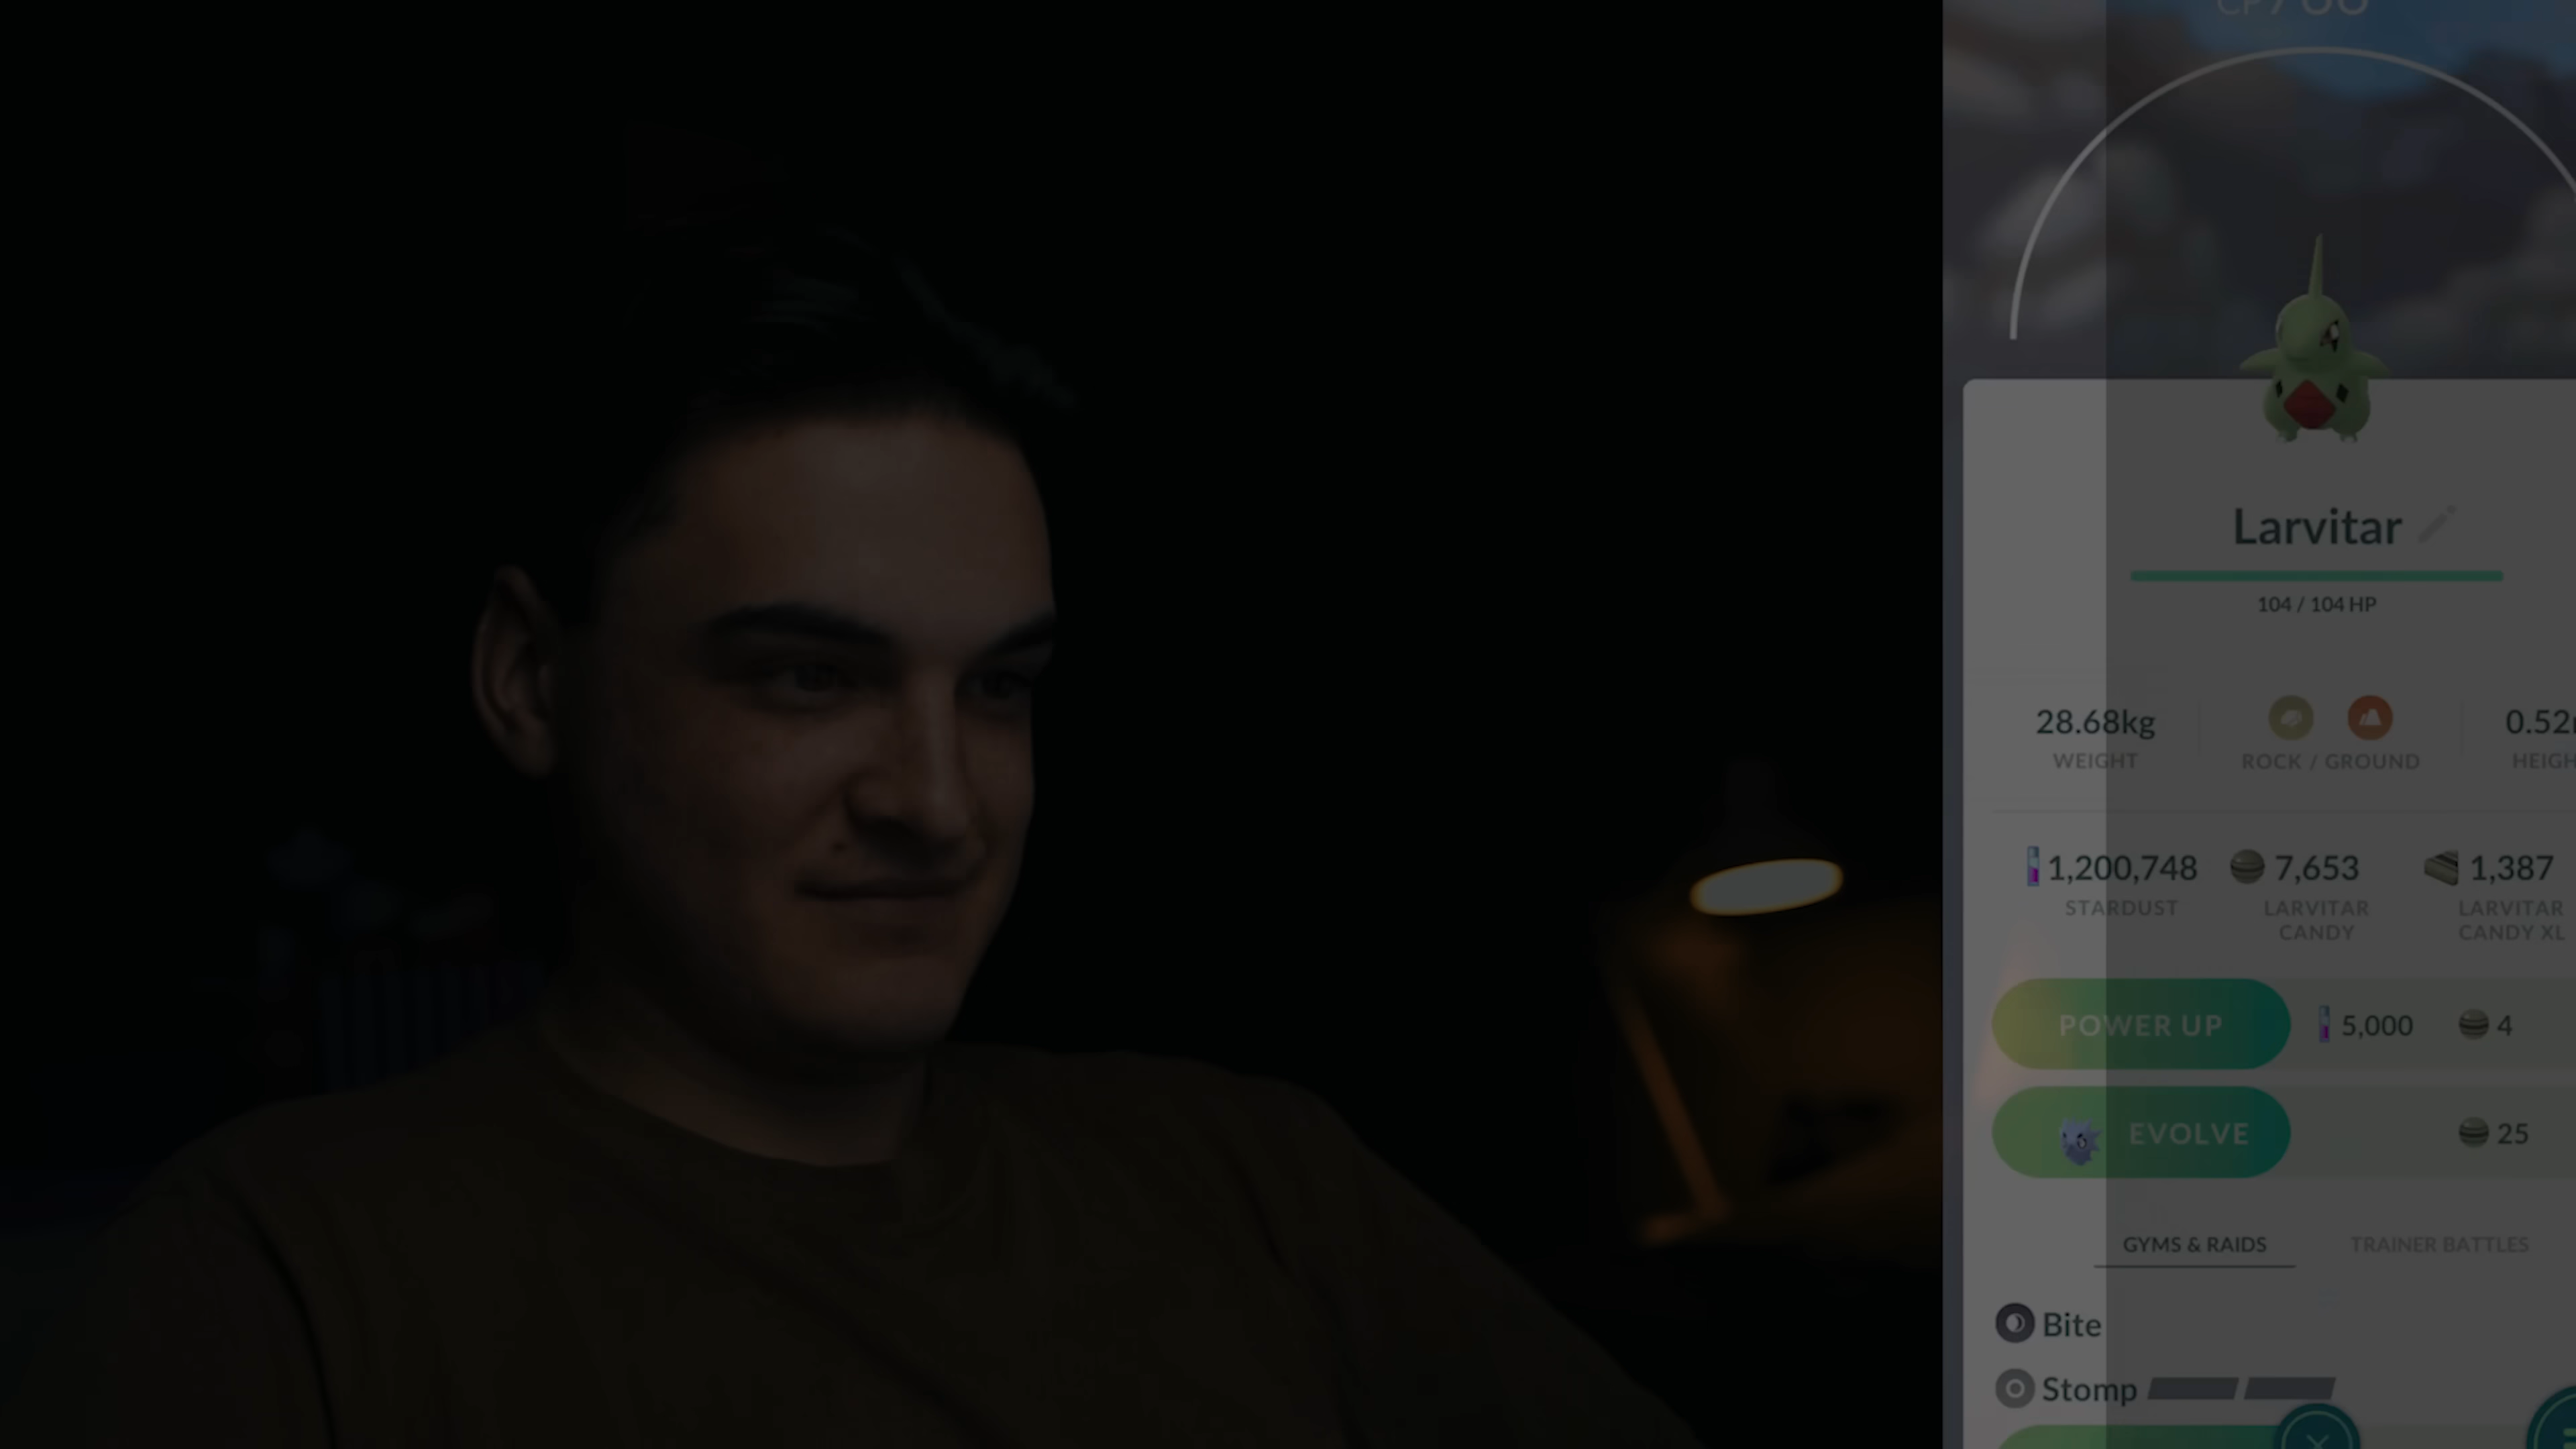 Larvitar
104 / 104 HP
28.68kg
WEIGHT
ROCK / GROUND
1,200,748
STARDUST
7,653
LARVITAR
CANDY
1,387
LARVITAR
CANDY XL
POWER UP
5,000
4
EVOLVE
25
GYMS & RAIDS
TRAINER BATTLES
Bite
Stomp